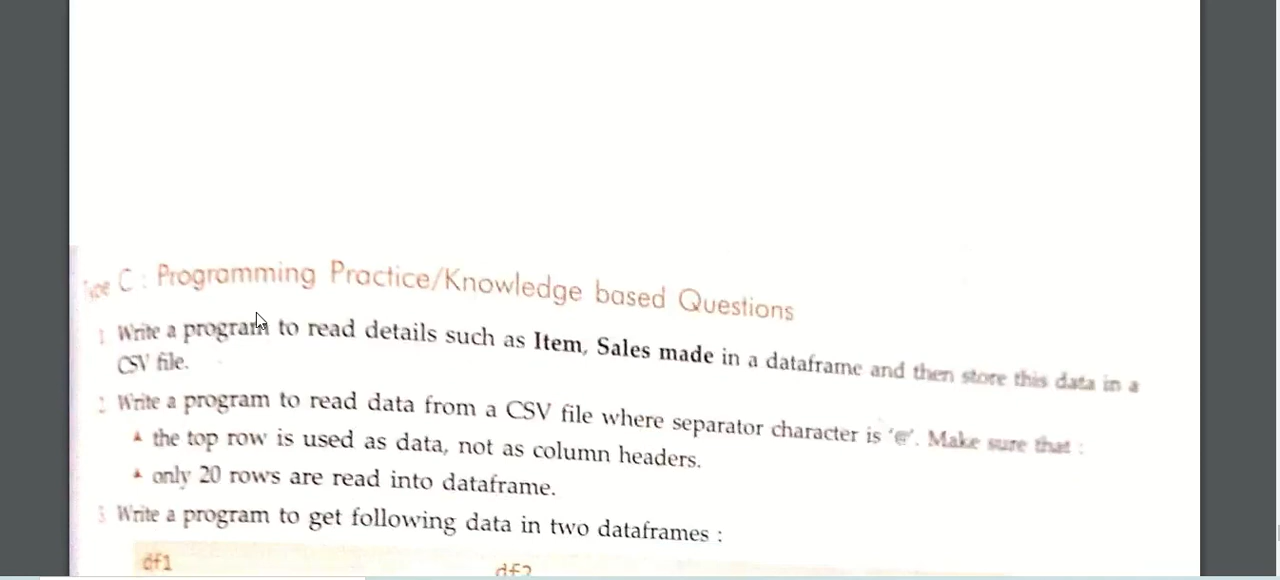 Type C : Programming Practice/Knowledge based Questions
1 Write a program to read details such as Item, Sales made in a dataframe and then store this data in a
CSV file.
2 Write a program to read data from a CSV file where separator character is '@'. Make sure that :
▲ the top row is used as data, not as column headers.
▲ only 20 rows are read into dataframe.
3 Write a program to get following data in two dataframes :
df1 df2